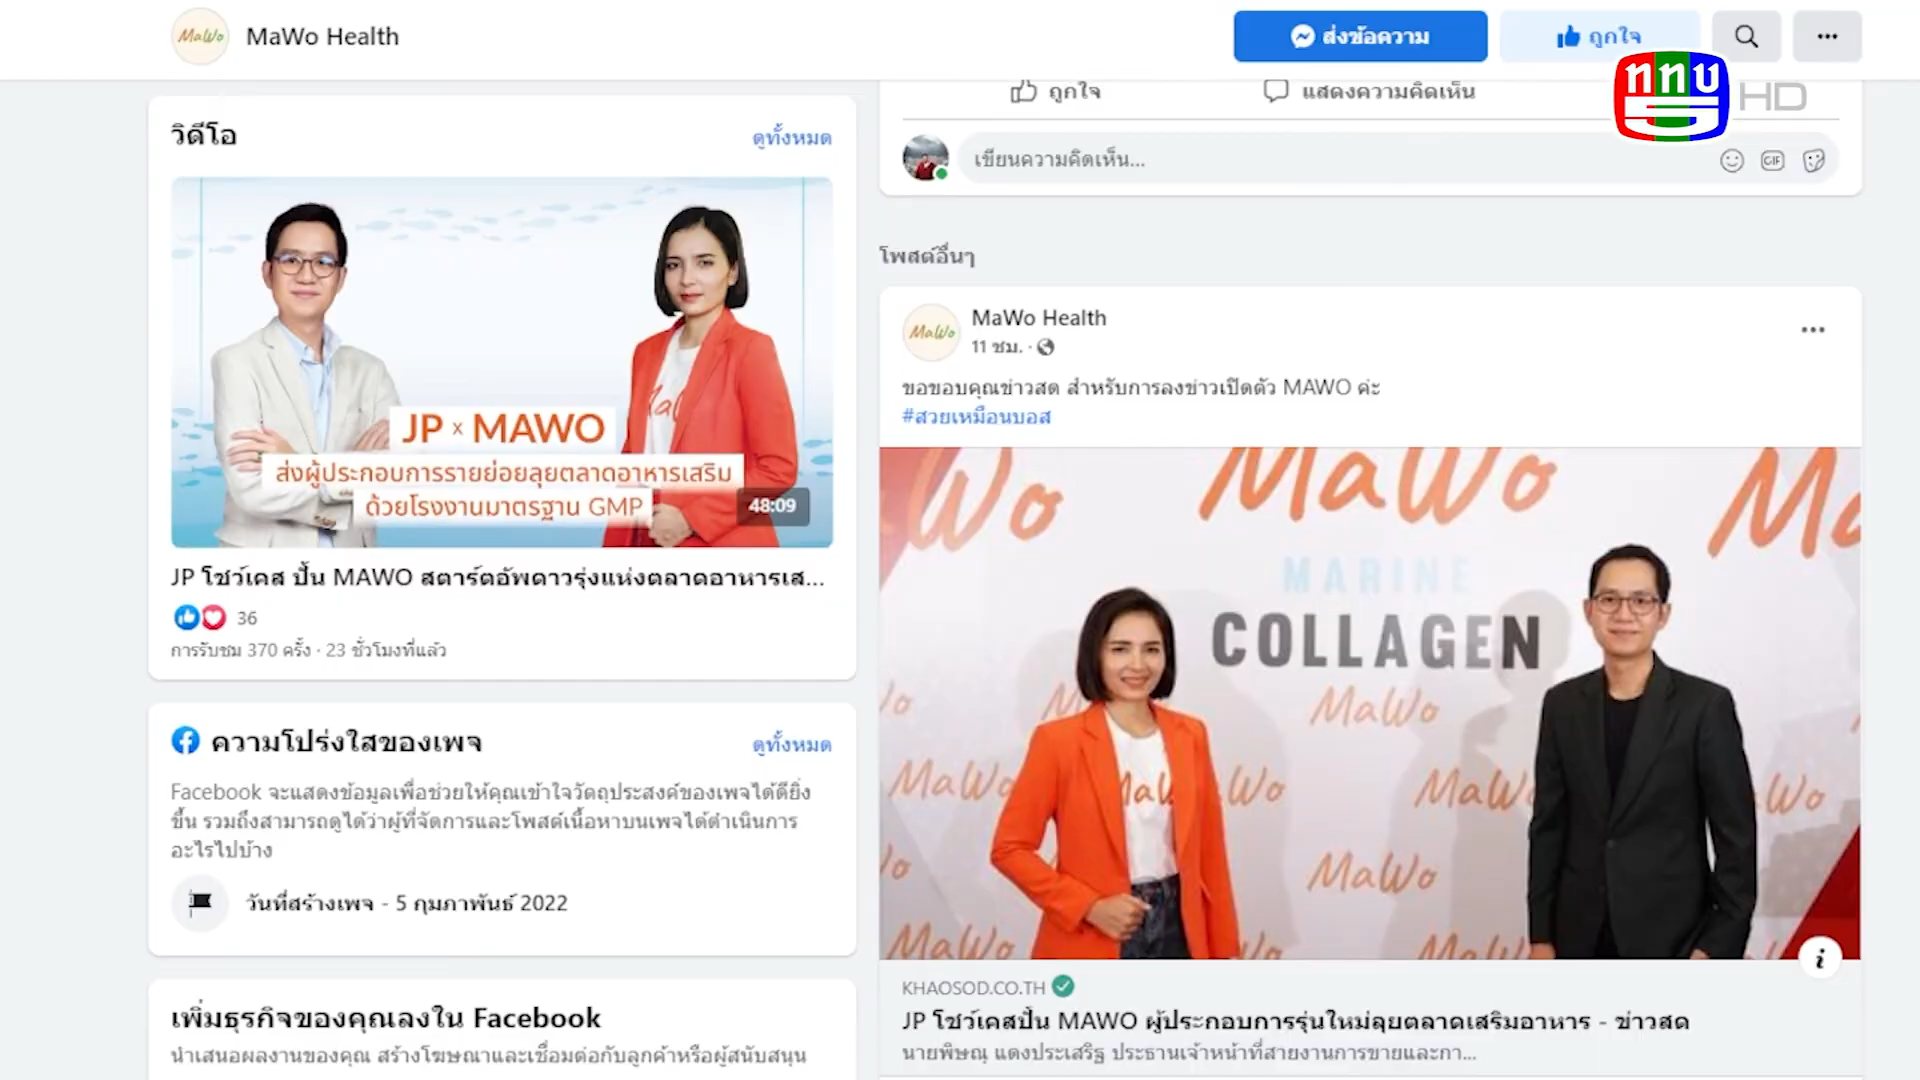 MaWo
MaWo Health
ส่งข้อความ
ถูกใจ
ททบ
5
HD
วิดีโอ
ดูทั้งหมด
JP x MAWO
ส่งผู้ประกอบการรายย่อยลุยตลาดอาหารเสริม
ด้วยโรงงานมาตรฐาน GMP
48:09
JP โชว์เคส ปั้น MAWO สตาร์ตอัพดาวรุ่งแห่งตลาดอาหารเส...
36
การรับชม 370 ครั้ง · 23 ชั่วโมงที่แล้ว
ความโปร่งใสของเพจ
ดูทั้งหมด
Facebook จะแสดงข้อมูลเพื่อช่วยให้คุณเข้าใจวัตถุประสงค์ของเพจได้ดียิ่ง
ขึ้น รวมถึงสามารถดูได้ว่าผู้ที่จัดการและโพสต์เนื้อหาบนเพจได้ดำเนินการ
อะไรไปบ้าง
วันที่สร้างเพจ - 5 กุมภาพันธ์ 2022
เพิ่มธุรกิจของคุณลงใน Facebook
นำเสนอผลงานของคุณ สร้างโฆษณาและเชื่อมต่อกับลูกค้าหรือผู้สนับสนุน
ถูกใจ
แสดงความคิดเห็น
เขียนความคิดเห็น...
GIF
โพสต์อื่นๆ
MaWo
MaWo Health
11 ชม. ·
ขอขอบคุณข่าวสด สำหรับการลงข่าวเปิดตัว MAWO ค่ะ
#สวยเหมือนบอส
MaWo
MARINE
COLLAGEN
MaWo
MaWo
MaWo
MaWo
KHAOSOD.CO.TH
JP โชว์เคสปั้น MAWO ผู้ประกอบการรุ่นใหม่ลุยตลาดเสริมอาหาร - ข่าวสด
นายพิษณุ แดงประเสริฐ ประธานเจ้าหน้าที่สายงานการขายและกา...